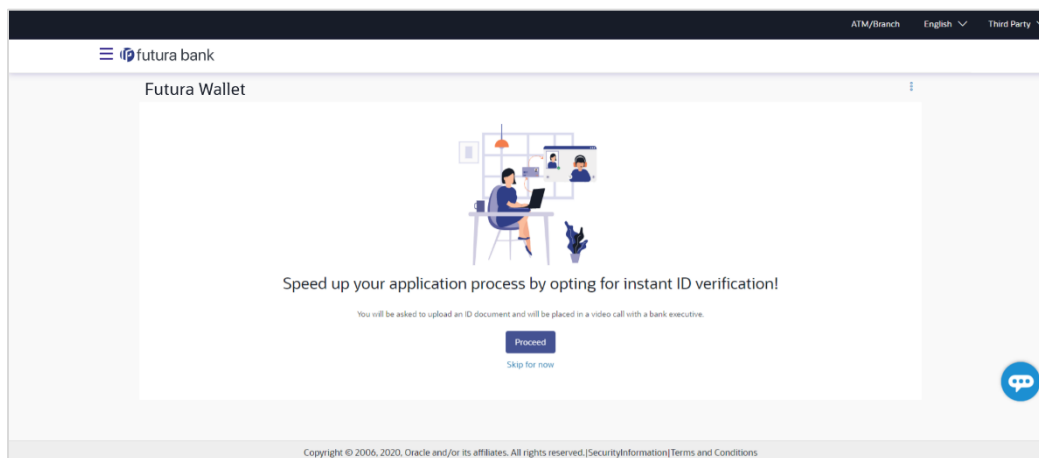 ATM/Branch English Third Party
futura bank
Futura Wallet
Speed up your application process by opting for instant ID verification!
You will be asked to upload an ID document and will be placed in a video call with a bank executive.
Proceed
Skip for now
Copyright © 2006, 2020, Oracle and/or its affiliates. All rights reserved.|SecurityInformation|Terms and Conditions